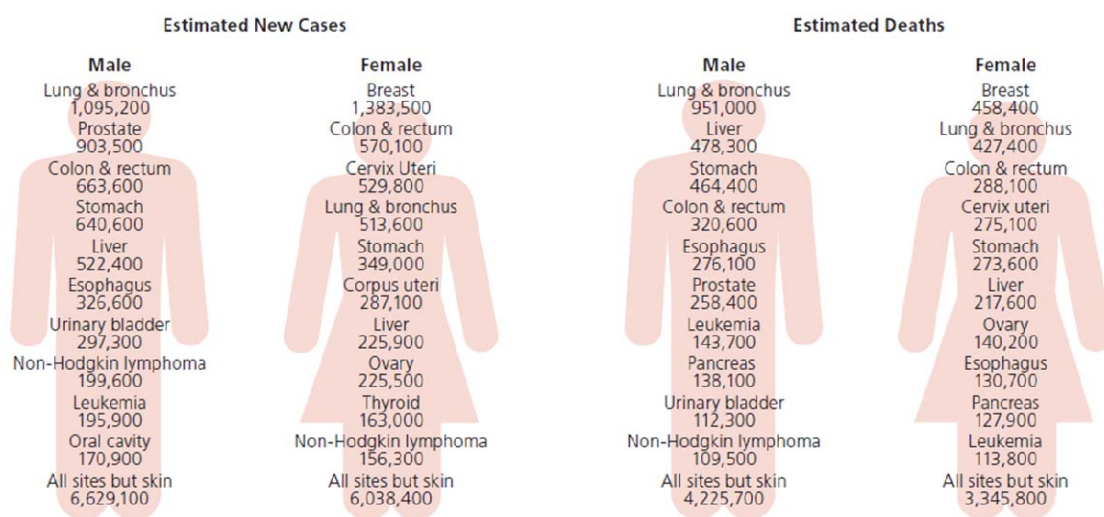 Estimated New Cases
Male
Lung & bronchus
1,095,200
Prostate
903,500
Colon & rectum
663,600
Stomach
640,600
Liver
522,400
Esophagus
326,600
Urinary bladder
297,300
Non-Hodgkin lymphoma
199,600
Leukemia
195,900
Oral cavity
170,900
All sites but skin
6,629,100
Female
Breast
1,383,500
Colon & rectum
570,100
Cervix Uteri
529,800
Lung & bronchus
513,600
Stomach
349,000
Corpus uteri
287,100
Liver
225,900
Ovary
225,500
Thyroid
163,000
Non-Hodgkin lymphoma
156,300
All sites but skin
6,038,400
Estimated Deaths
Male
Lung & bronchus
951,000
Liver
478,300
Stomach
464,400
Colon & rectum
320,600
Esophagus
276,100
Prostate
258,400
Leukemia
143,700
Pancreas
138,100
Urinary bladder
112,300
Non-Hodgkin lymphoma
109,500
All sites but skin
4,225,700
Female
Breast
458,400
Lung & bronchus
427,400
Colon & rectum
288,100
Cervix uteri
275,100
Stomach
273,600
Liver
217,600
Ovary
140,200
Esophagus
130,700
Pancreas
127,900
Leukemia
113,800
All sites but skin
3,345,800